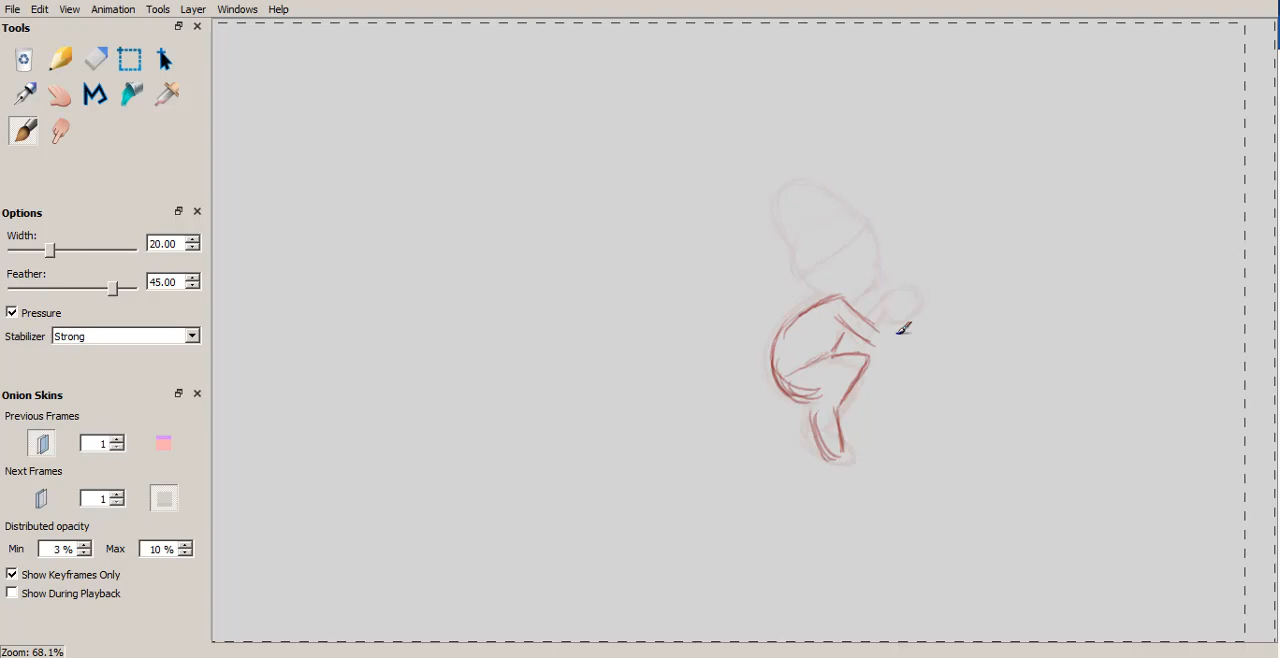 File Edit View Animation Tools Layer Windows Help
Tools
Options
Width:
20.00
Feather:
45.00
Pressure
Stabilizer Strong
Onion Skins
Previous Frames
1
Next Frames
1
Distributed opacity
Min 3 % Max 10 %
Show Keyframes Only
Show During Playback
Zoom: 68.1%